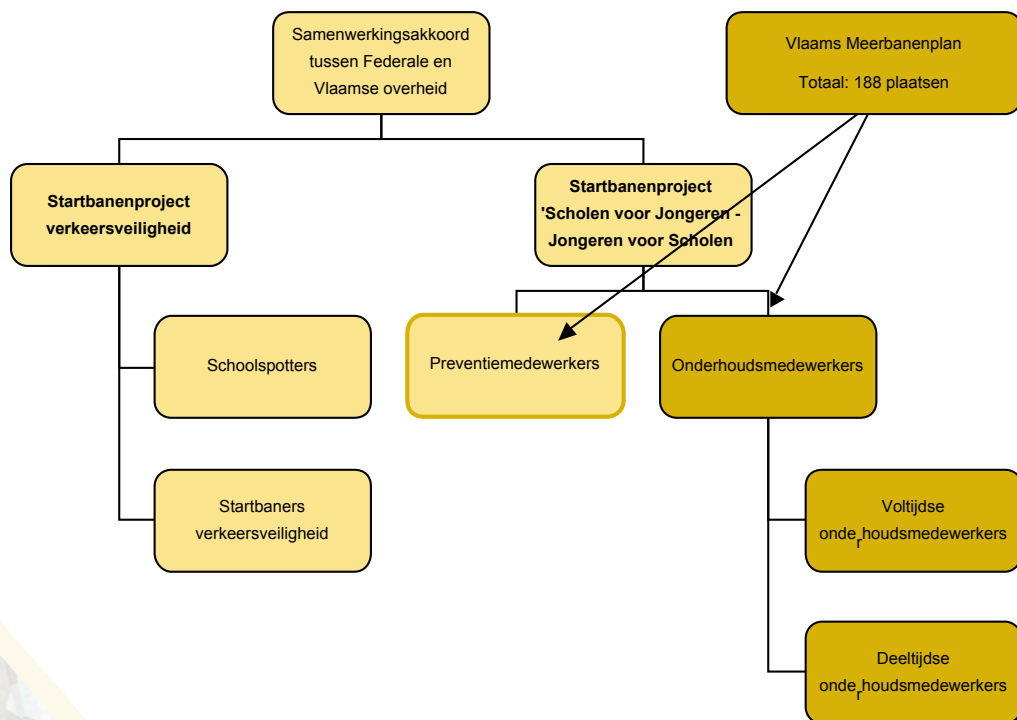 Samenwerkingsakkoord
tussen Federale en
Vlaamse overheid
Vlaams Meerbanenplan
Totaal: 188 plaatsen
Startbanenproject
verkeersveiligheid
Startbanenproject
'Scholen voor Jongeren -
Jongeren voor Scholen
Schoolspotters
Preventiemedewerkers
Onderhoudsmedewerkers
Startbaners
verkeersveiligheid
Voltijdse
onderhoudsmedewerkers
Deeltijdse
onderhoudsmedewerkers